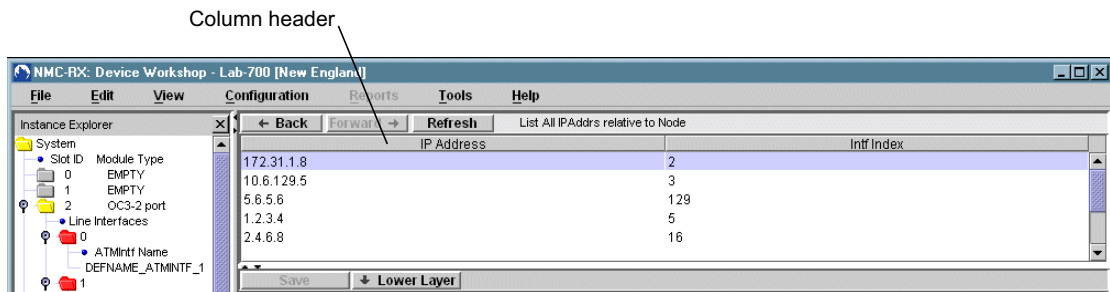 Column header
NMC-RX: Device Workshop - Lab-700 [New England]
File Edit View Configuration Reports Tools Help
Instance Explorer
Back Forward Refresh List All IPAddrs relative to Node
System
Slot ID Module Type
0 EMPTY
1 EMPTY
2 OC3-2 port
Line Interfaces
0
ATMIntf Name
DEFNAME_ATMINTF_1
1
IP Address Intf Index
172.31.1.8 2
10.6.129.5 3
5.6.5.6 129
1.2.3.4 5
2.4.6.8 16
Save Lower Layer